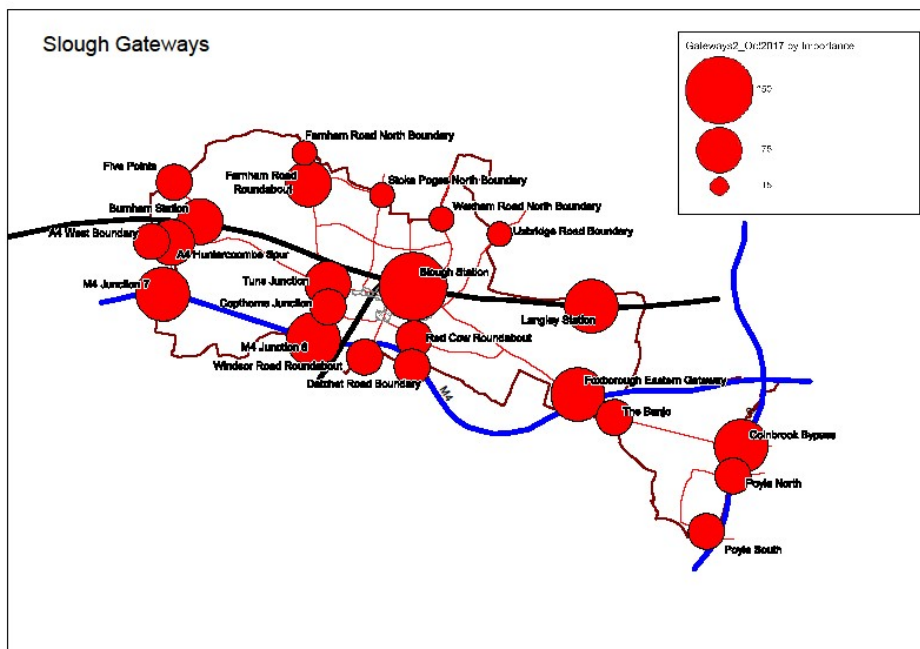 Slough Gateways
Gateways2_Oct2017 by Importance
150
75
15
Farnham Road North Boundary
Five Points
Farnham Road
Roundabout
Stoke Poges North Boundary
Burnham Station
Wexham Road North Boundary
A4 West Boundary
Uxbridge Road Boundary
A4 Huntercoombe Spur
Slough Station
M4 Junction 7
Tuns Junction
Copthorne Junction
Langley Station
M4 Junction 6
Red Cow Roundabout
Windsor Road Roundabout
Datchet Road Boundary
Foxborough Eastern Gateway
M4
The Banjo
Colnbrook Bypass
Poyle North
Poyle South